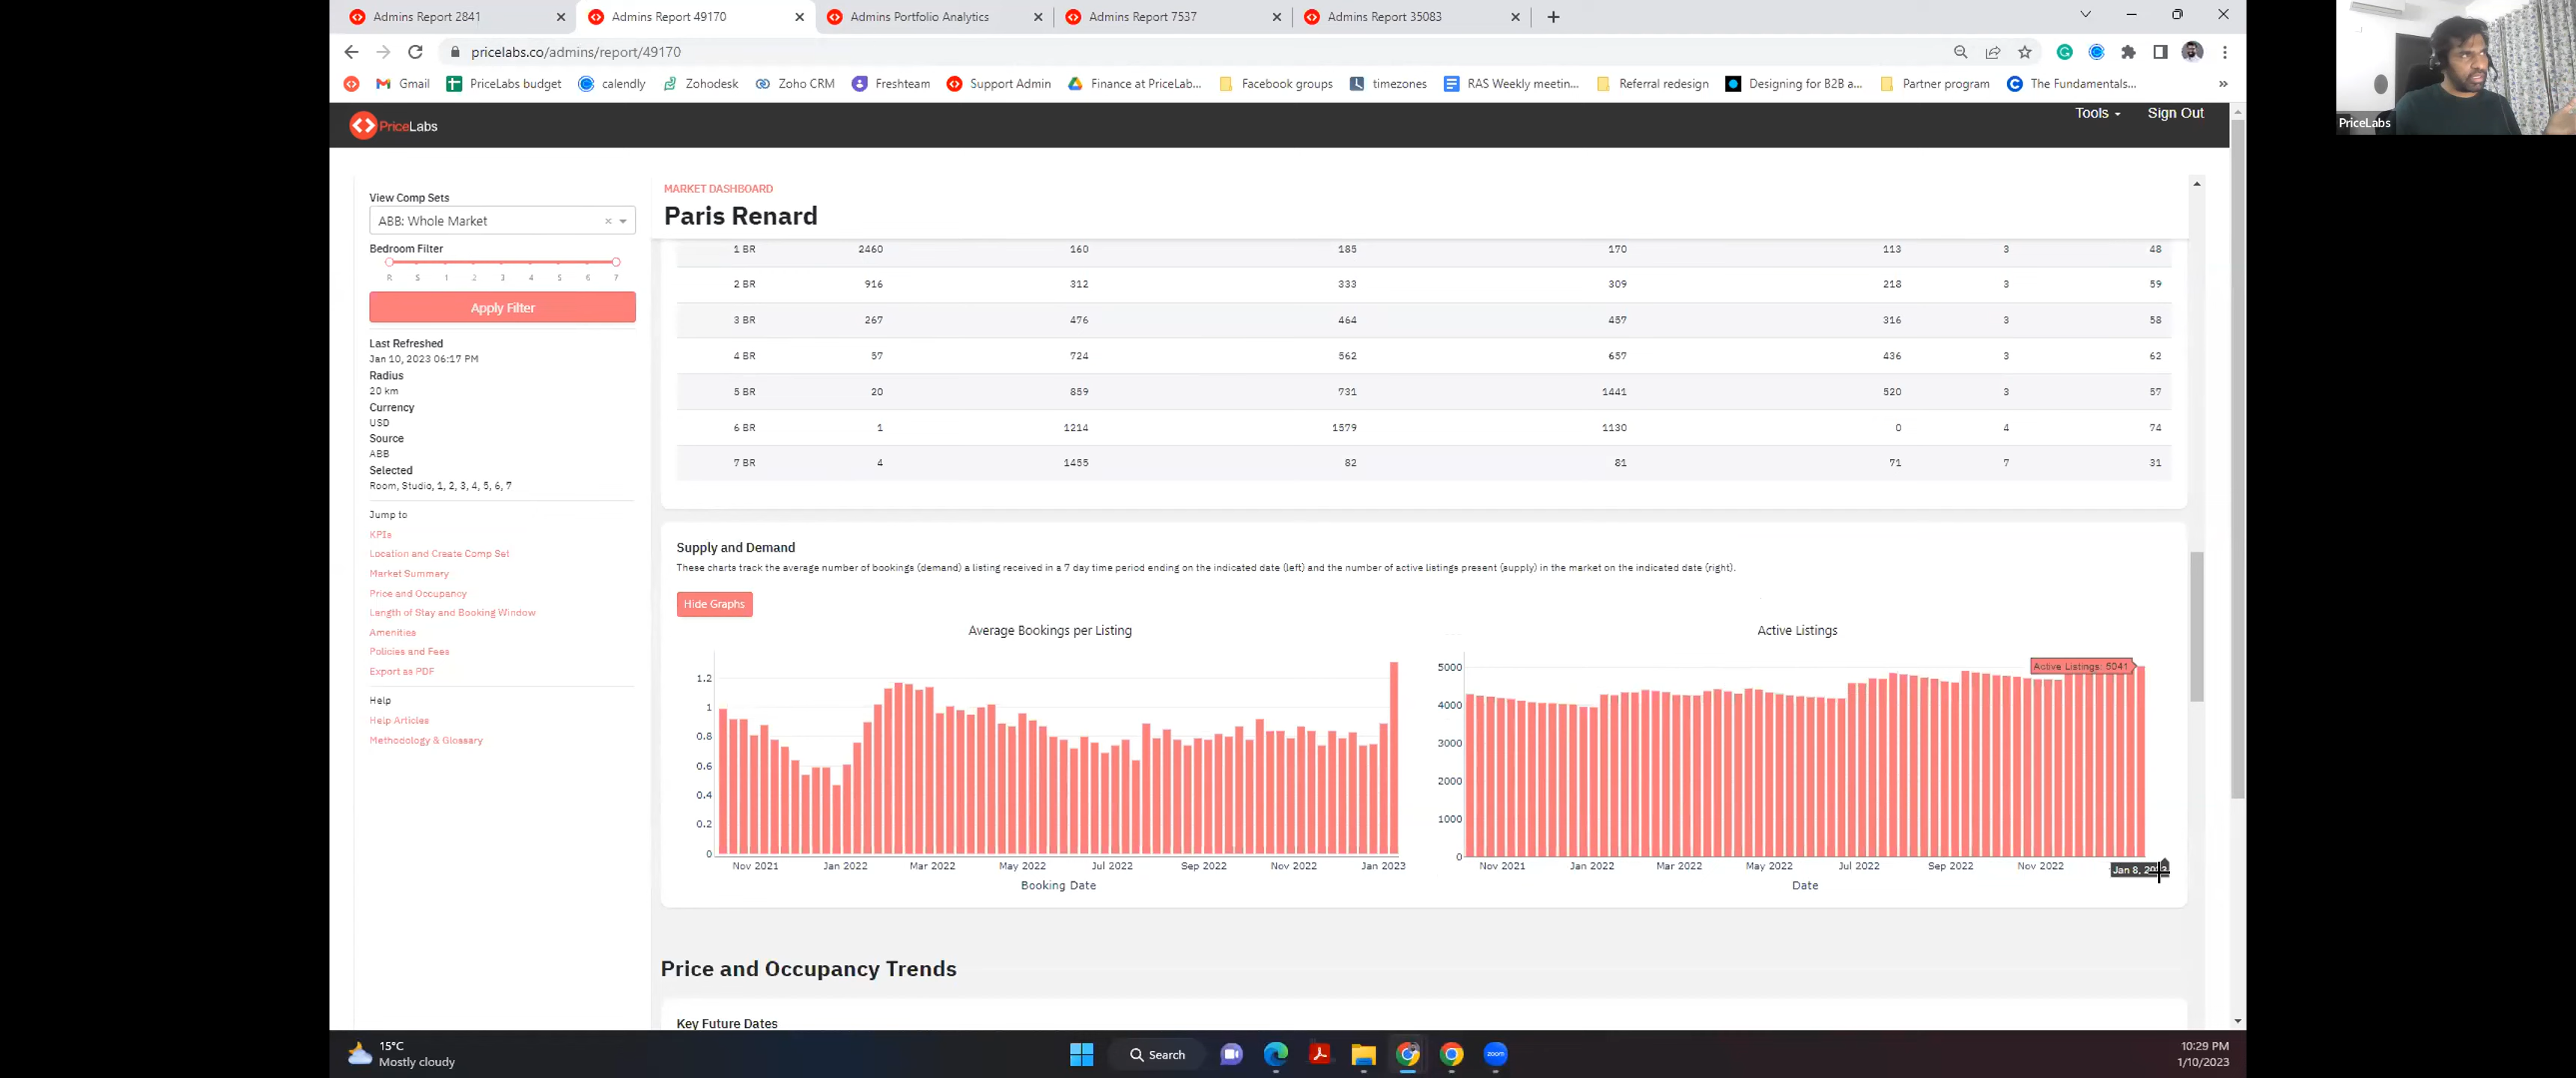 Admins Report 2841
Admins Report 49170
Admins Portfolio Analytics
Admins Report 7537
Admins Report 35083
pricelabs.co/admins/report/49170
Gmail
PriceLabs budget
calendly
Zohodesk
Zoho CRM
Freshteam
Support Admin
Finance at PriceLab...
Facebook groups
timezones
RAS Weekly meetin...
Referral redesign
Designing for B2B a...
Partner program
The Fundamentals...
»
PriceLabs
PriceLabs
Tools
Sign Out
View Comp Sets
ABB: Whole Market
Bedroom Filter
R S 1 2 3 4 5 6 7
Apply Filter
Last Refreshed
Jan 10, 2023 06:17 PM
Radius
20 km
Currency
USD
Source
ABB
Selected
Room, Studio, 1, 2, 3, 4, 5, 6, 7
Jump to
KPIs
Location and Create Comp Set
Market Summary
Price and Occupancy
Length of Stay and Booking Window
Amenities
Policies and Fees
Export as PDF
Help
Help Articles
Methodology & Glossary
MARKET DASHBOARD
Paris Renard
1 BR 2460 160 185 170 113 3 48
2 BR 916 312 333 309 218 3 59
3 BR 267 476 464 457 316 3 58
4 BR 57 724 562 657 436 3 62
5 BR 20 859 731 1441 520 3 57
6 BR 1 1214 1579 1130 0 4 74
7 BR 4 1455 82 81 71 7 31
Supply and Demand
These charts track the average number of bookings (demand) a listing received in a 7 day time period ending on the indicated date (left) and the number of active listings present (supply) in the market on the indicated date (right).
Hide Graphs
Average Bookings per Listing
1.2
1
0.8
0.6
0.4
0.2
0
Nov 2021 Jan 2022 Mar 2022 May 2022 Jul 2022 Sep 2022 Nov 2022 Jan 2023
Booking Date
Active Listings
5000
4000
3000
2000
1000
0
Active Listings: 5041
Nov 2021 Jan 2022 Mar 2022 May 2022 Jul 2022 Sep 2022 Nov 2022
Jan 8,
Date
Price and Occupancy Trends
Key Future Dates
15°C
Mostly cloudy
Search
zoom
10:29 PM
1/10/2023